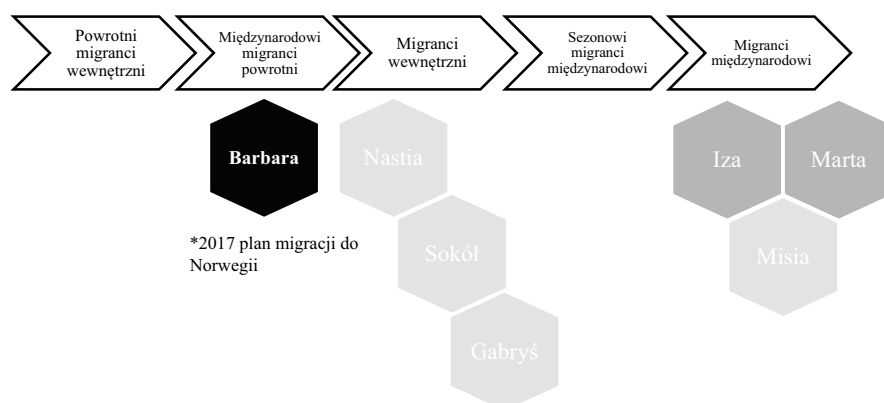 Powrotni
migranci
wewnętrzni
Międzynarodowi
migranci
powrotni
Migranci
wewnętrzni
Sezonowi
migranci
międzynarodowi
Migranci
międzynarodowi
Barbara
Nastia
Iza
Marta
*2017 plan migracji do
Norwegii
Sokół
Misia
Gabryś